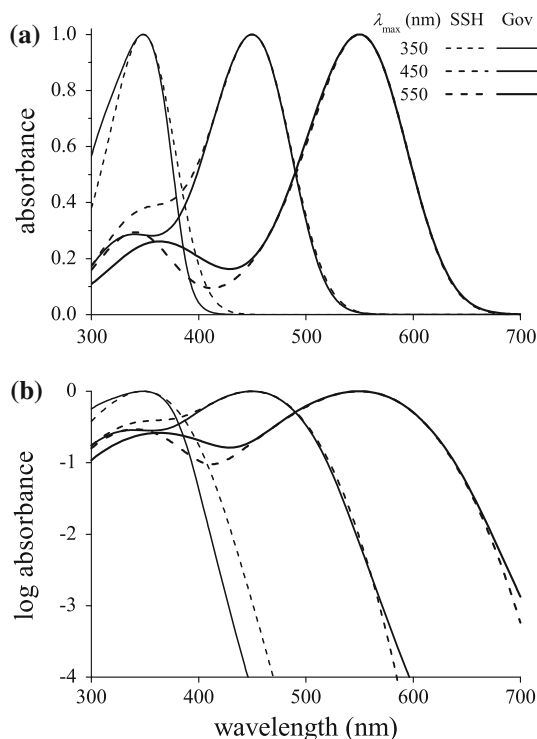 (a)
λmax (nm) SSH Gov
350
450
550
1.0
0.8
0.6
0.4
0.2
0.0
absorbance
300 400 500 600 700
(b)
0
-1
-2
-3
-4
log absorbance
300 400 500 600 700
wavelength (nm)